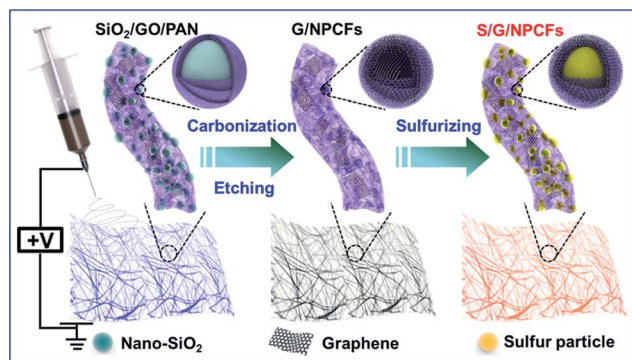 SiO₂/GO/PAN
G/NPCFs
S/G/NPCFs
Carbonization
Sulfurizing
Etching
+V
Nano-SiO₂
Graphene
Sulfur particle